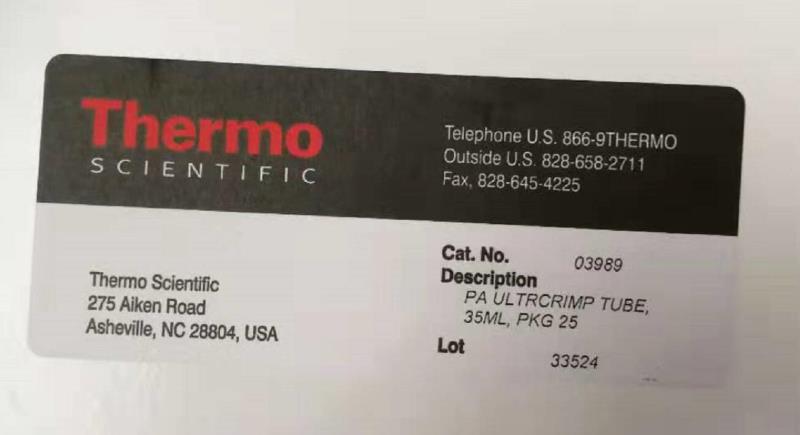 Thermo
SCIENTIFIC
Telephone U.S. 866-9THERMO
Outside U.S. 828-658-2711
Fax, 828-645-4225
Thermo Scientific
275 Aiken Road
Asheville, NC 28804, USA
Cat. No. 03989
Description
PA ULTRCRIMP TUBE,
35ML, PKG 25
Lot 33524